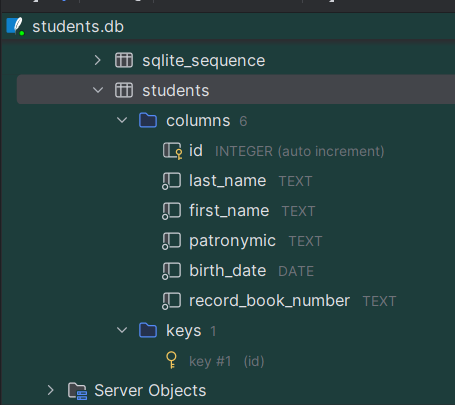 students.db
sqlite_sequence
students
columns 6
id INTEGER (auto increment)
last_name TEXT
first_name TEXT
patronymic TEXT
birth_date DATE
record_book_number TEXT
keys 1
key #1 (id)
Server Objects